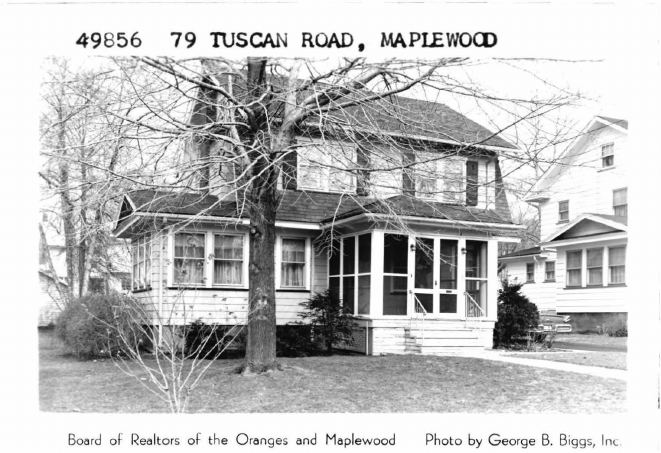 49856 79 TUSCAN ROAD, MAPLEWOOD
Board of Realtors of the Oranges and Maplewood Photo by George B. Biggs, Inc.